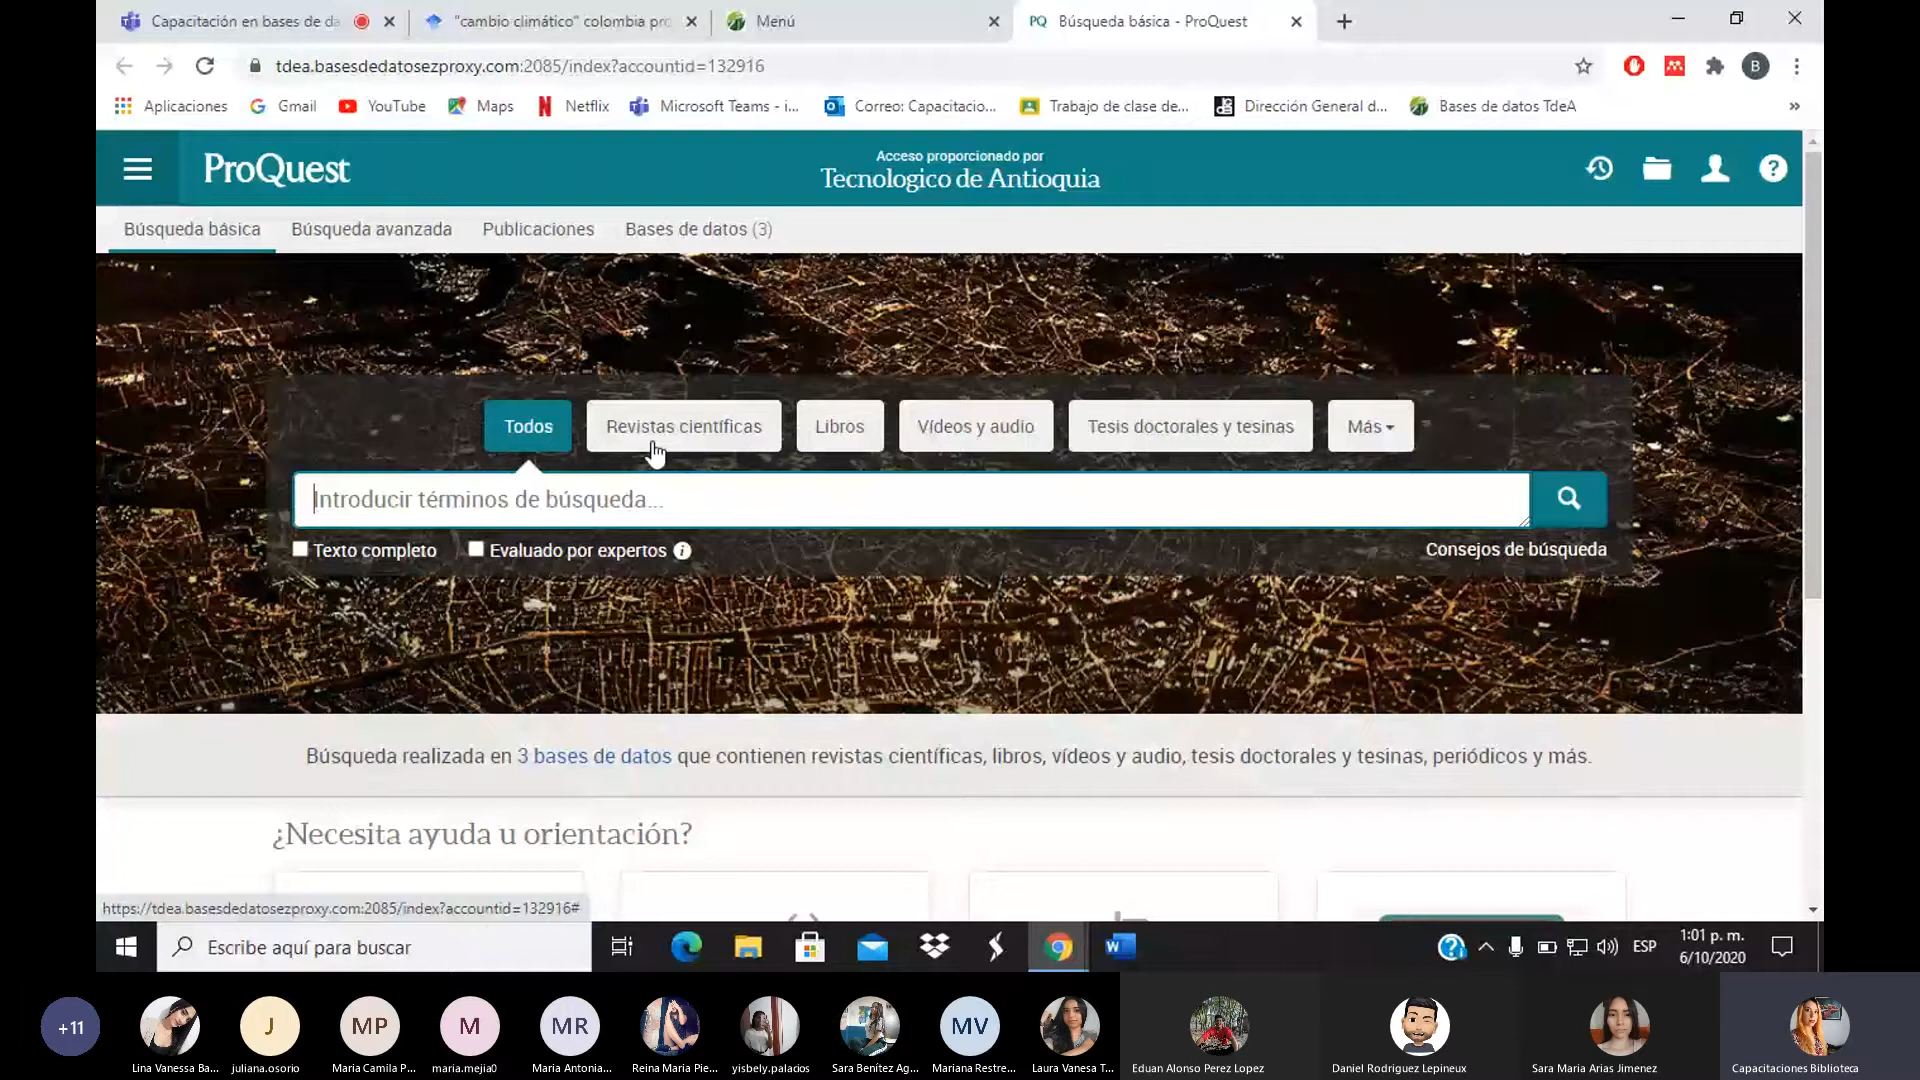 Capacitación en bases de da
"cambio climático" colombia pro
Menú
PQ Búsqueda básica - ProQuest
tdea.basesdedatosezproxy.com:2085/index?accountid=132916
B
Aplicaciones
Gmail
YouTube
Maps
Netflix
Microsoft Teams - i...
Correo: Capacitacio...
Trabajo de clase de...
Dirección General d...
Bases de datos TdeA
»
ProQuest
Acceso proporcionado por
Tecnologico de Antioquia
Búsqueda básica
Búsqueda avanzada
Publicaciones
Bases de datos (3)
Todos
Revistas científicas
Libros
Vídeos y audio
Tesis doctorales y tesinas
Más
Introducir términos de búsqueda...
Texto completo
Evaluado por expertos
Consejos de búsqueda
Búsqueda realizada en 3 bases de datos que contienen revistas científicas, libros, vídeos y audio, tesis doctorales y tesinas, periódicos y más.
¿Necesita ayuda u orientación?
https://tdea.basesdedatosezproxy.com:2085/index?accountid=132916#
Escribe aquí para buscar
ESP
1:01 p. m.
6/10/2020
+11
J
MP
M
MR
MV
Lina Vanessa Ba...
juliana.osorio
Maria Camila P...
maria.mejia0
Maria Antonia...
Reina Maria Pie...
yisbely.palacios
Sara Benítez Ag...
Mariana Restre...
Laura Vanesa T...
Eduan Alonso Perez Lopez
Daniel Rodriguez Lepineux
Sara Maria Arias Jimenez
Capacitaciones Biblioteca